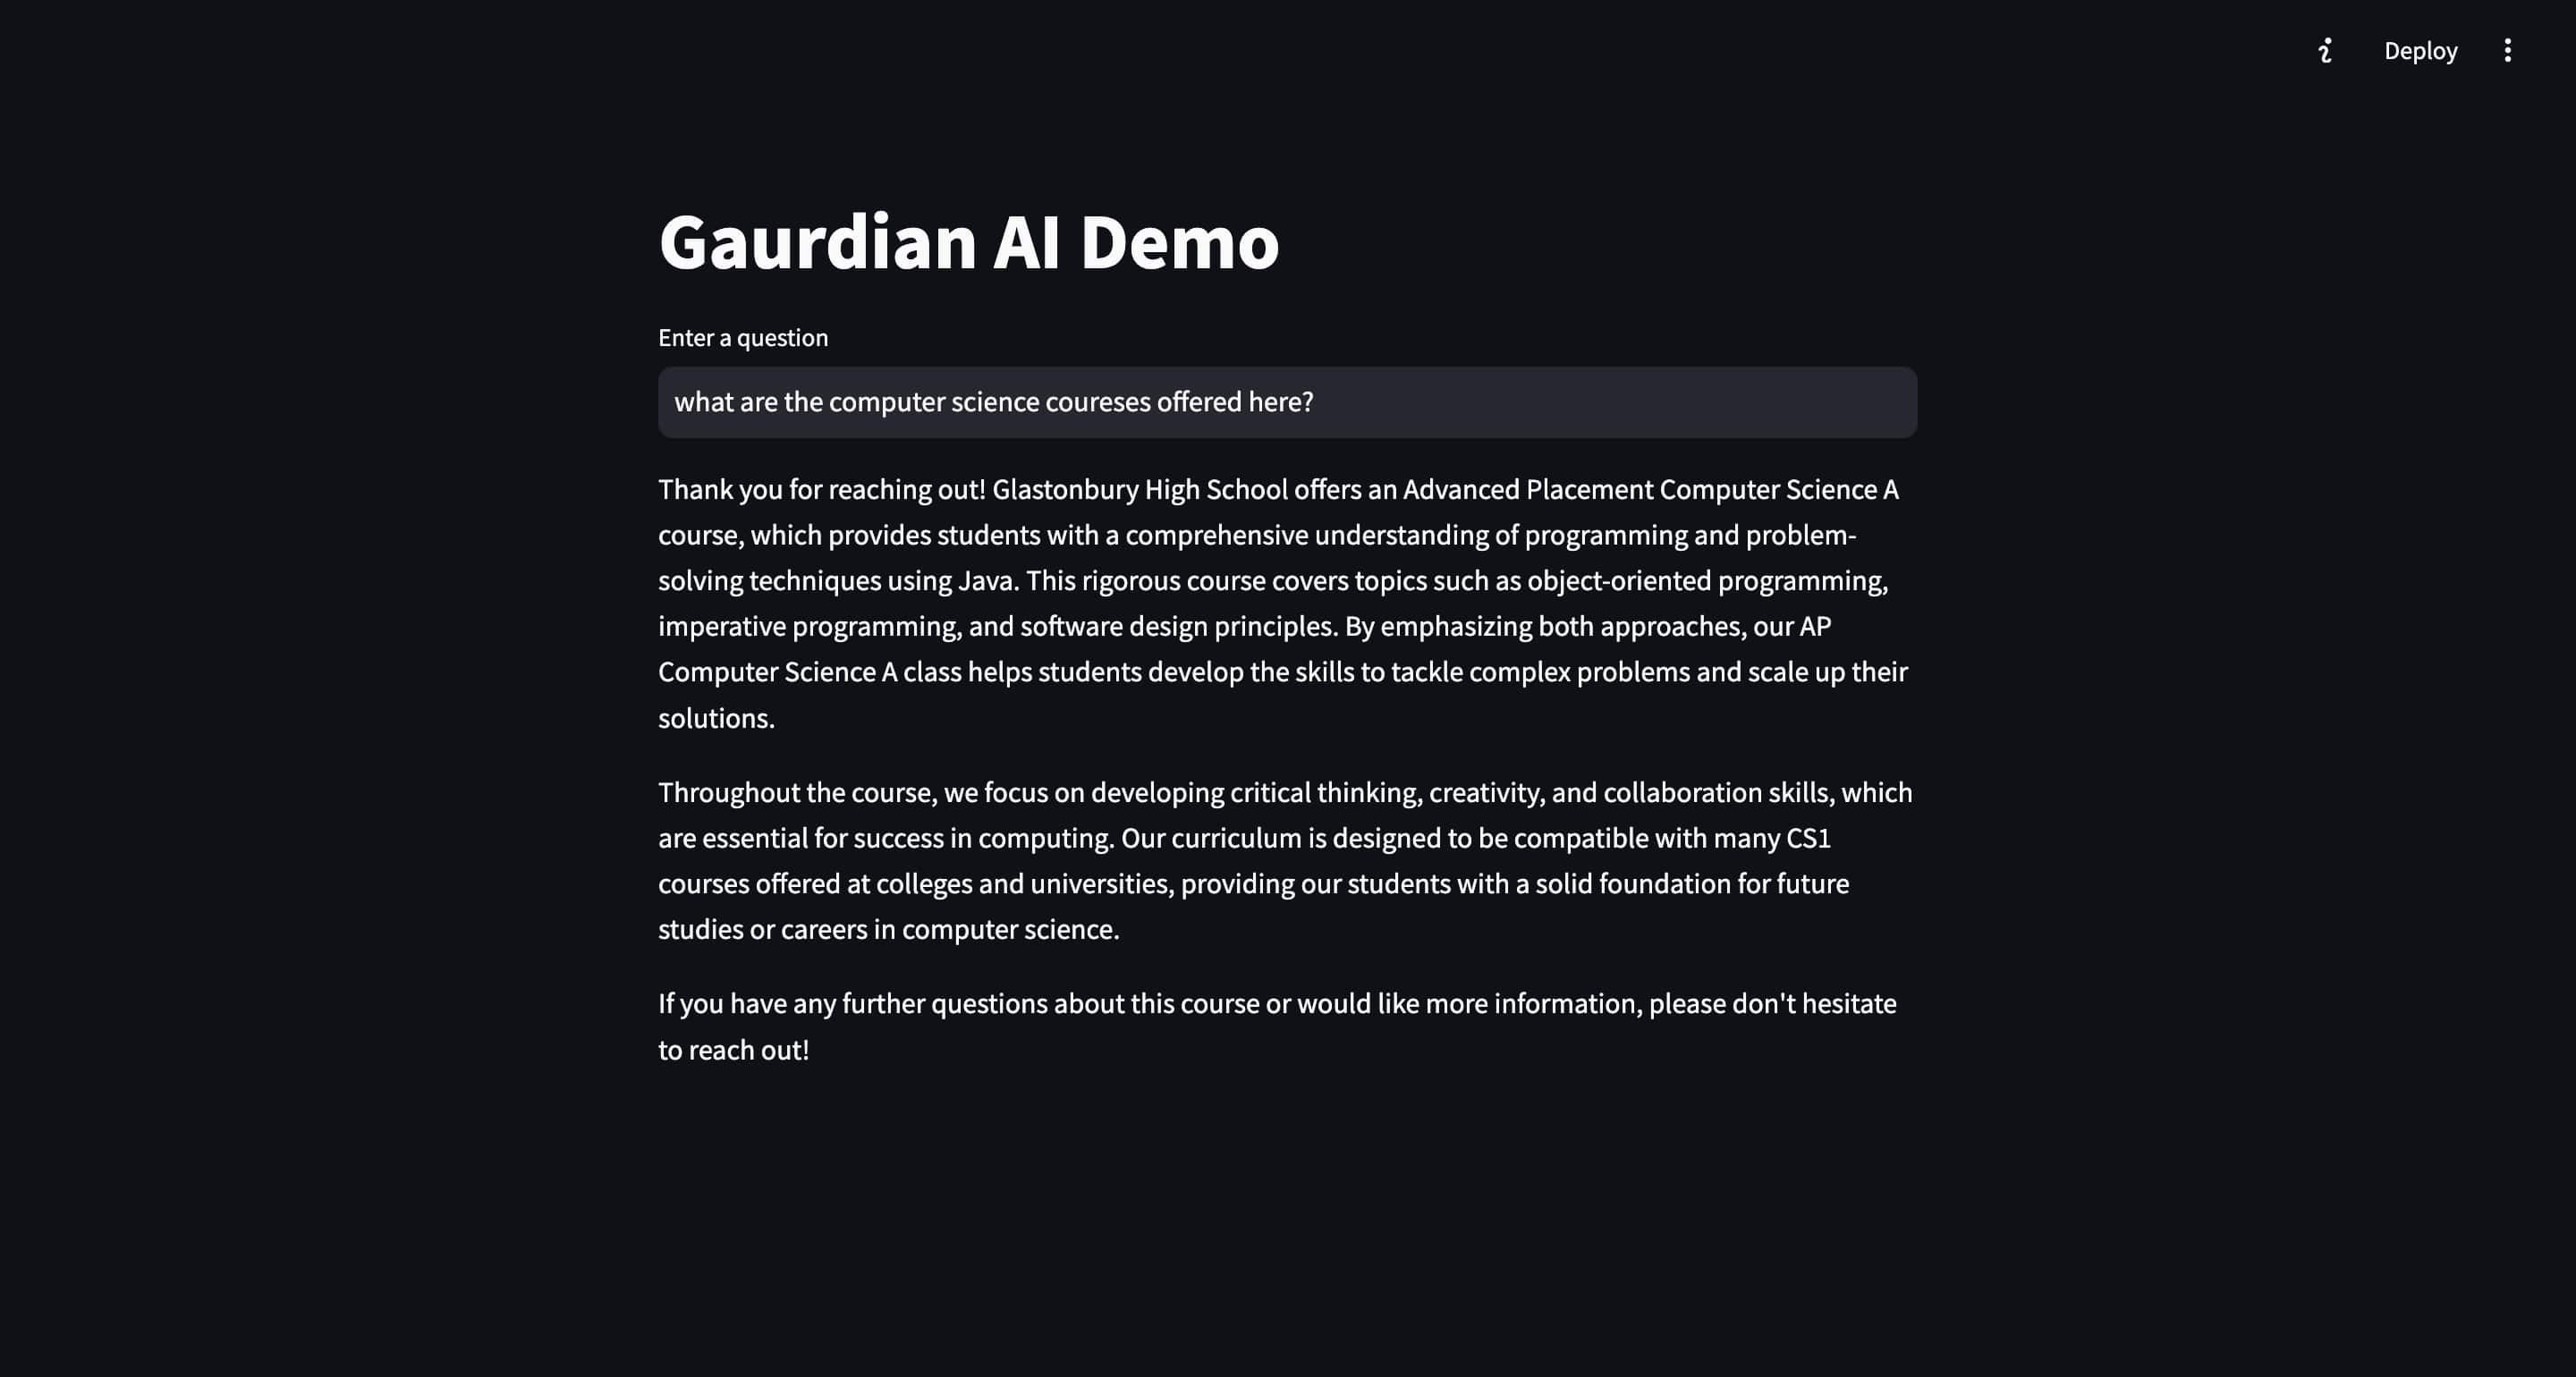 Deploy
Gaurdian AI Demo
Enter a question
what are the computer science coureses offered here?
Thank you for reaching out! Glastonbury High School offers an Advanced Placement Computer Science A
course, which provides students with a comprehensive understanding of programming and problem-
solving techniques using Java. This rigorous course covers topics such as object-oriented programming,
imperative programming, and software design principles. By emphasizing both approaches, our AP
Computer Science A class helps students develop the skills to tackle complex problems and scale up their
solutions.
Throughout the course, we focus on developing critical thinking, creativity, and collaboration skills, which
are essential for success in computing. Our curriculum is designed to be compatible with many CS1
courses offered at colleges and universities, providing our students with a solid foundation for future
studies or careers in computer science.
If you have any further questions about this course or would like more information, please don't hesitate
to reach out!